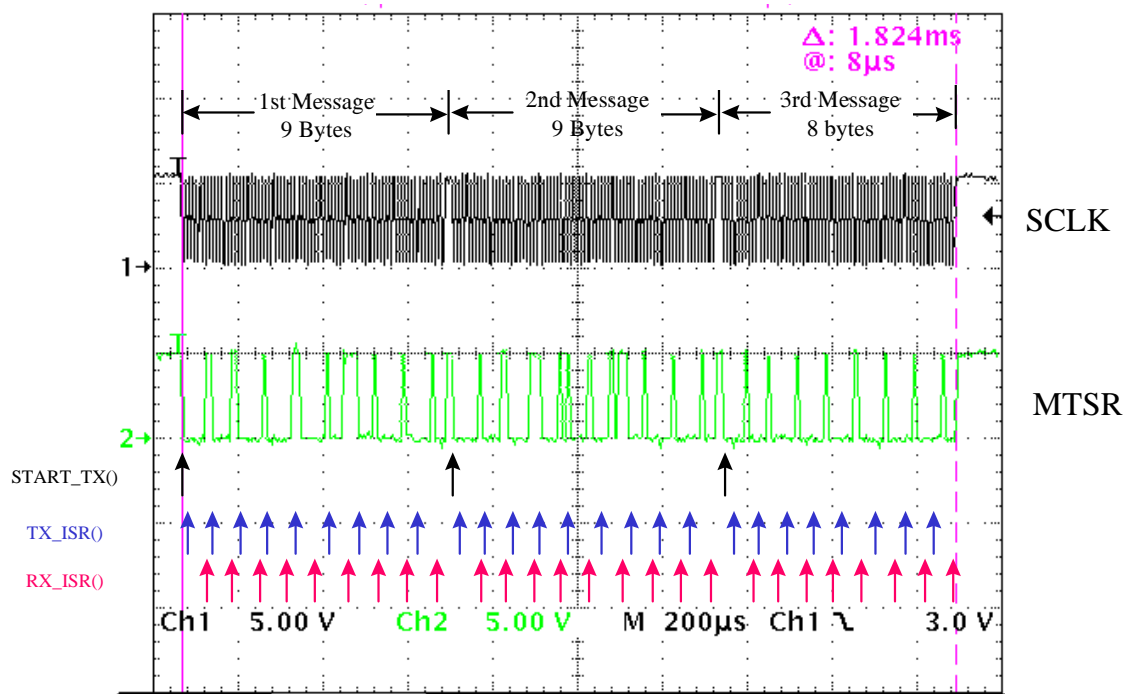 Δ: 1.824ms
@: 8µs
1st Message 2nd Message 3rd Message
9 Bytes 9 Bytes 8 bytes
T
SCLK
1
T
MTSR
2
START_TX()
TX_ISR()
RX_ISR()
Ch1 5.00 V Ch2 5.00 V M 200µs Ch1 3.0 V